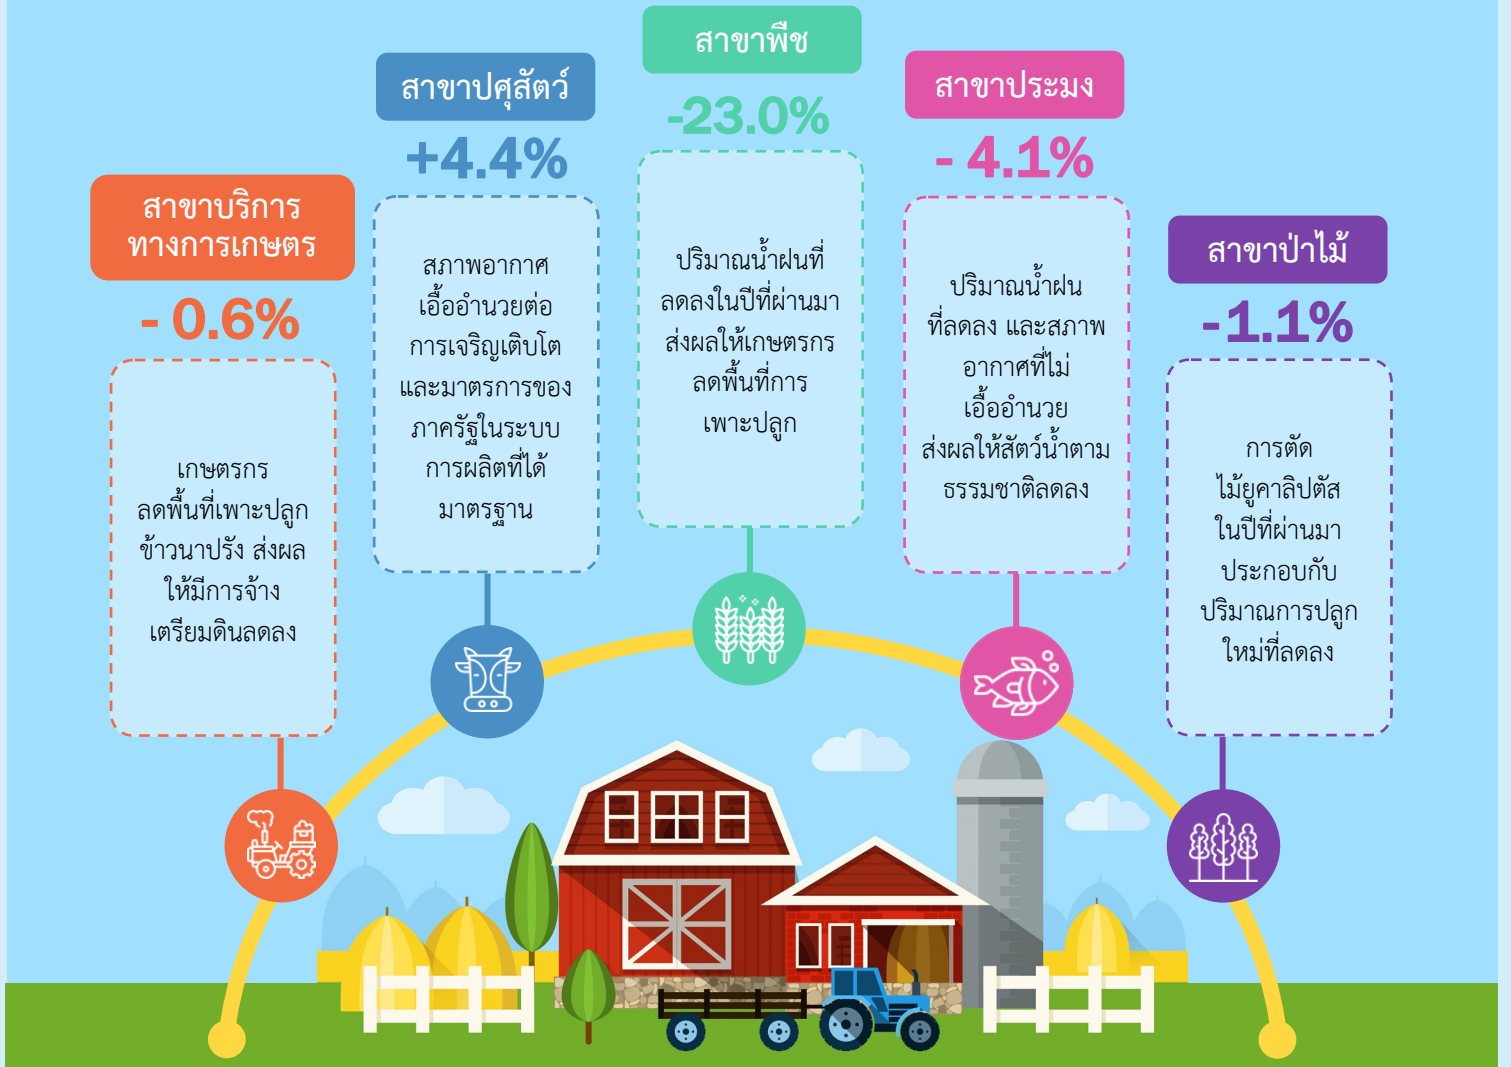 สาขาบริการ
ทางการเกษตร
- 0.6%
เกษตรกร
ลดพื้นที่เพาะปลูก
ข้าวนาปรัง ส่งผล
ให้มีการจ้าง
เตรียมดินลดลง
สาขาปศุสัตว์
+4.4%
สภาพอากาศ
เอื้ออำนวยต่อ
การเจริญเติบโต
และมาตรการของ
ภาครัฐในระบบ
การผลิตที่ได้
มาตรฐาน
สาขาพืช
-23.0%
ปริมาณน้ำฝนที่
ลดลงในปีที่ผ่านมา
ส่งผลให้เกษตรกร
ลดพื้นที่การ
เพาะปลูก
สาขาประมง
- 4.1%
ปริมาณน้ำฝน
ที่ลดลง และสภาพ
อากาศที่ไม่
เอื้ออำนวย
ส่งผลให้สัตว์น้ำตาม
ธรรมชาติลดลง
สาขาป่าไม้
-1.1%
การตัด
ไม้ยูคาลิปตัส
ในปีที่ผ่านมา
ประกอบกับ
ปริมาณการปลูก
ใหม่ที่ลดลง